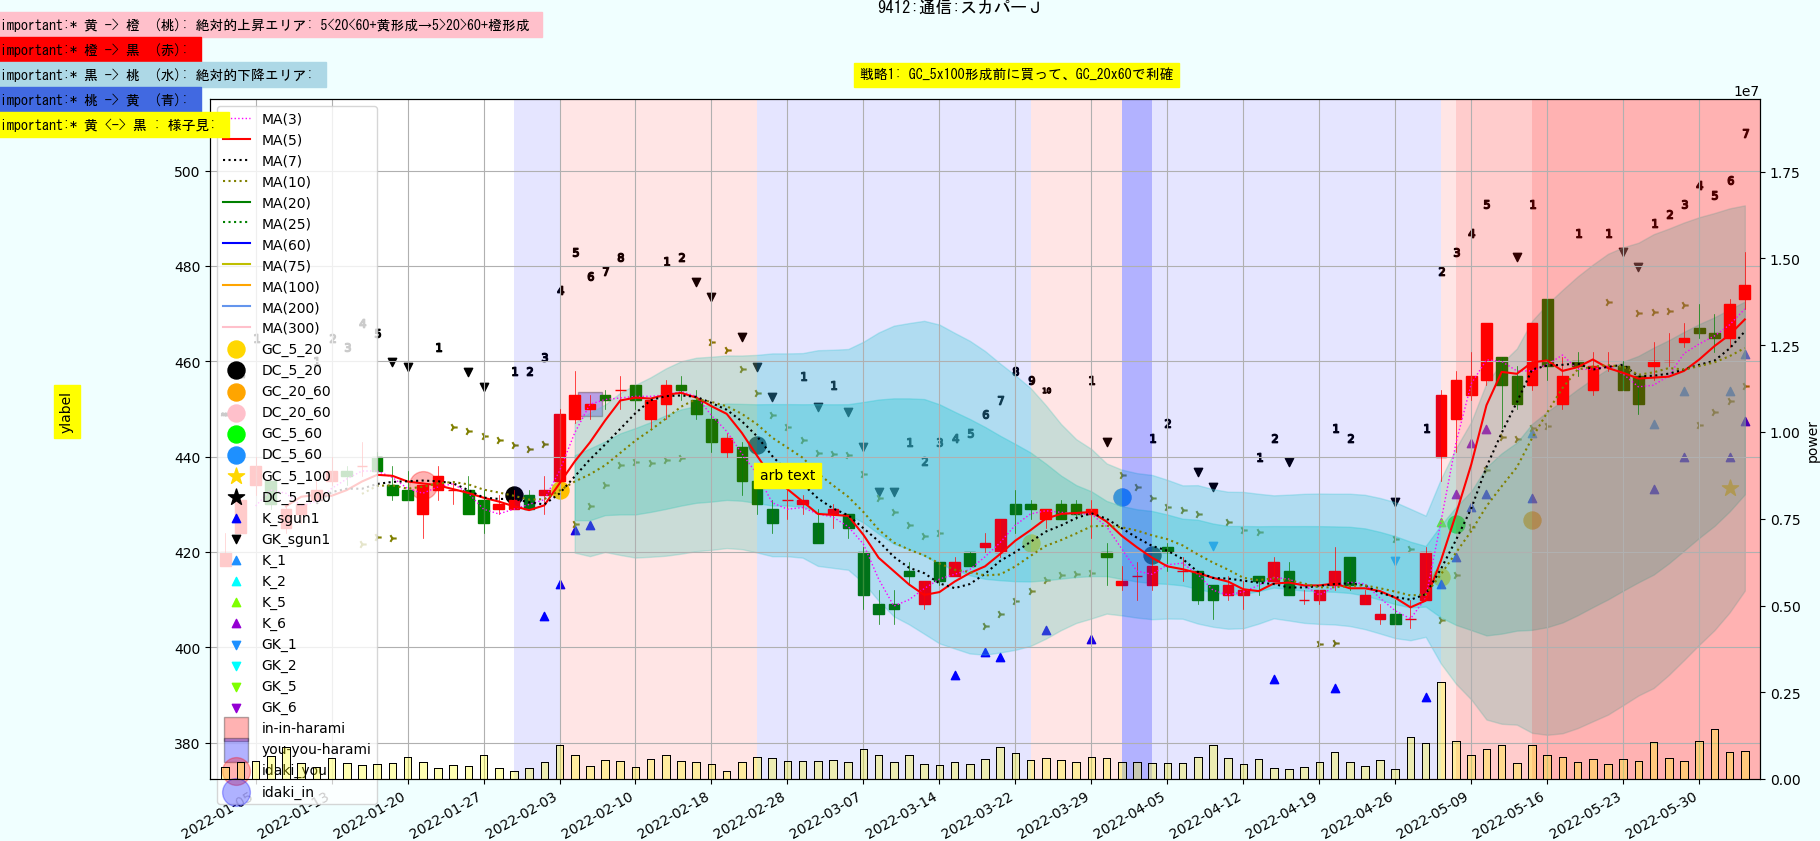 9412:通信:スカパーJ
important:* 黄 -> 橙 (桃): 絶対的上昇エリア: 5<20<60+黄形成→5>20>60+橙形成
important:* 橙 -> 黒 (赤):
important:* 黒 -> 桃 (水): 絶対的下降エリア:
important:* 桃 -> 黄 (青):
important:* 黄 <-> 黒 : 様子見:
戦略1: GC_5x100形成前に買って、GC_20x60で利確
1e7
MA(3)
MA(5)
MA(7)
MA(10)
MA(20)
MA(25)
MA(60)
MA(75)
MA(100)
MA(200)
MA(300)
GC_5_20
DC_5_20
GC_20_60
DC_20_60
GC_5_60
DC_5_60
GC_5_100
DC_5_100
K_sgun1
GK_sgun1
K_1
K_2
K_5
K_6
GK_1
GK_2
GK_5
GK_6
in-in-harami
you-you-harami
idaki_you
idaki_in
500
480
460
440
420
400
380
ylabel
arb text
1.75
1.50
1.25
1.00
0.75
0.50
0.25
0.00
power
2022-01-05
2022-01-13
2022-01-20
2022-01-27
2022-02-03
2022-02-10
2022-02-18
2022-02-28
2022-03-07
2022-03-14
2022-03-22
2022-03-29
2022-04-05
2022-04-12
2022-04-19
2022-04-26
2022-05-09
2022-05-16
2022-05-23
2022-05-30